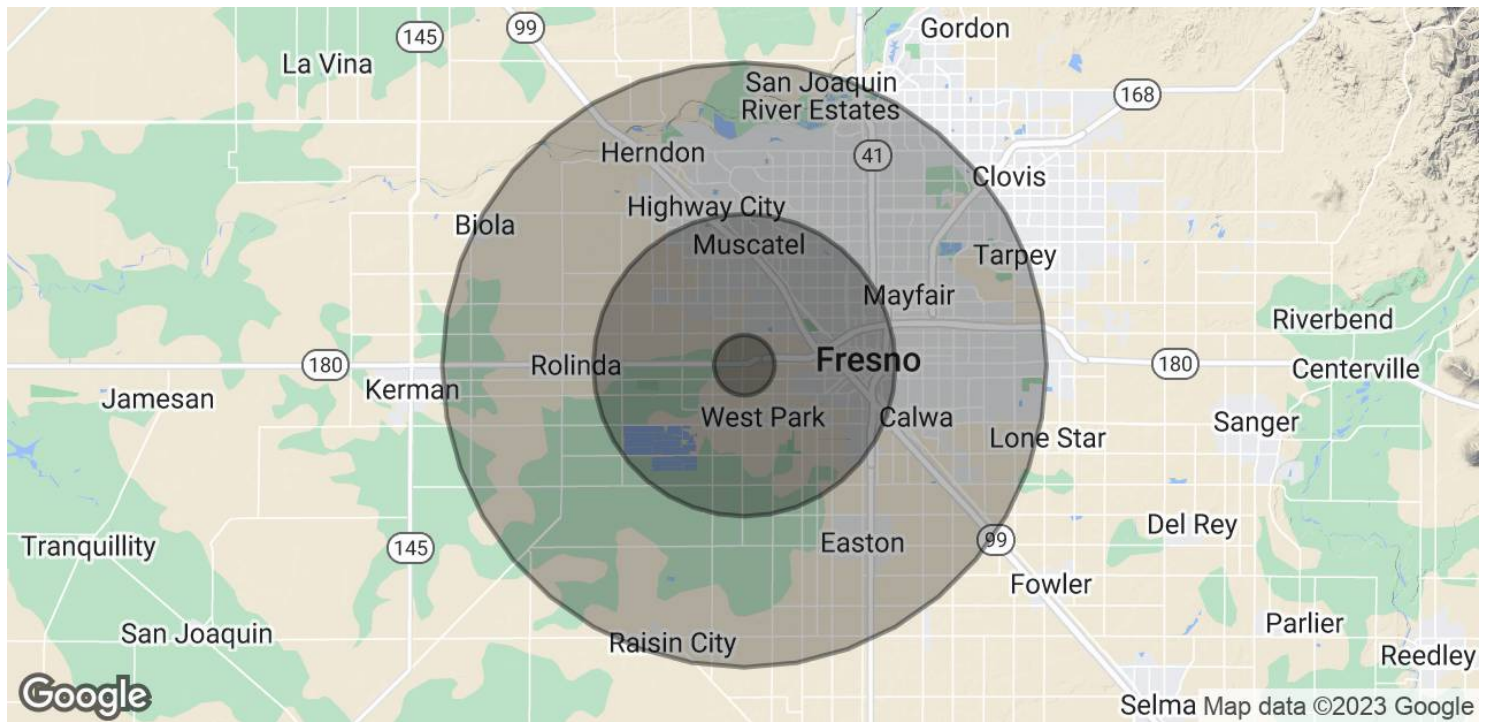 99
Gordon
145
La Vina
San Joaquin
River Estates
168
Herndon
41
Clovis
Highway City
Biola
Muscatel
Tarpey
Mayfair
Riverbend
180
Rolinda
Fresno
180
Centerville
Kerman
Jamesan
West Park
Calwa
Sanger
Lone Star
Del Rey
Tranquillity
145
Easton
99
Fowler
San Joaquin
Raisin City
Parlier
Reedley
Google
Selma
Map data ©2023 Google